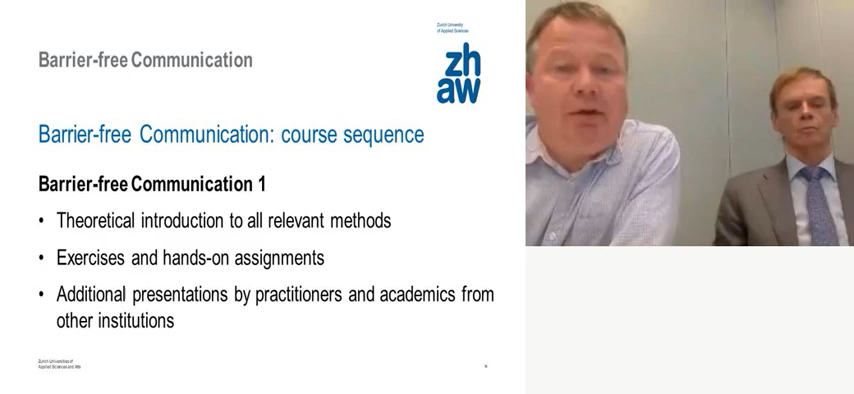 Zurich University
of Applied Sciences
Barrier-free Communication
zh
aw
Barrier-free Communication: course sequence
Barrier-free Communication 1
• Theoretical introduction to all relevant methods
• Exercises and hands-on assignments
• Additional presentations by practitioners and academics from
other institutions
Zurich Universities of
Applied Sciences and Arts